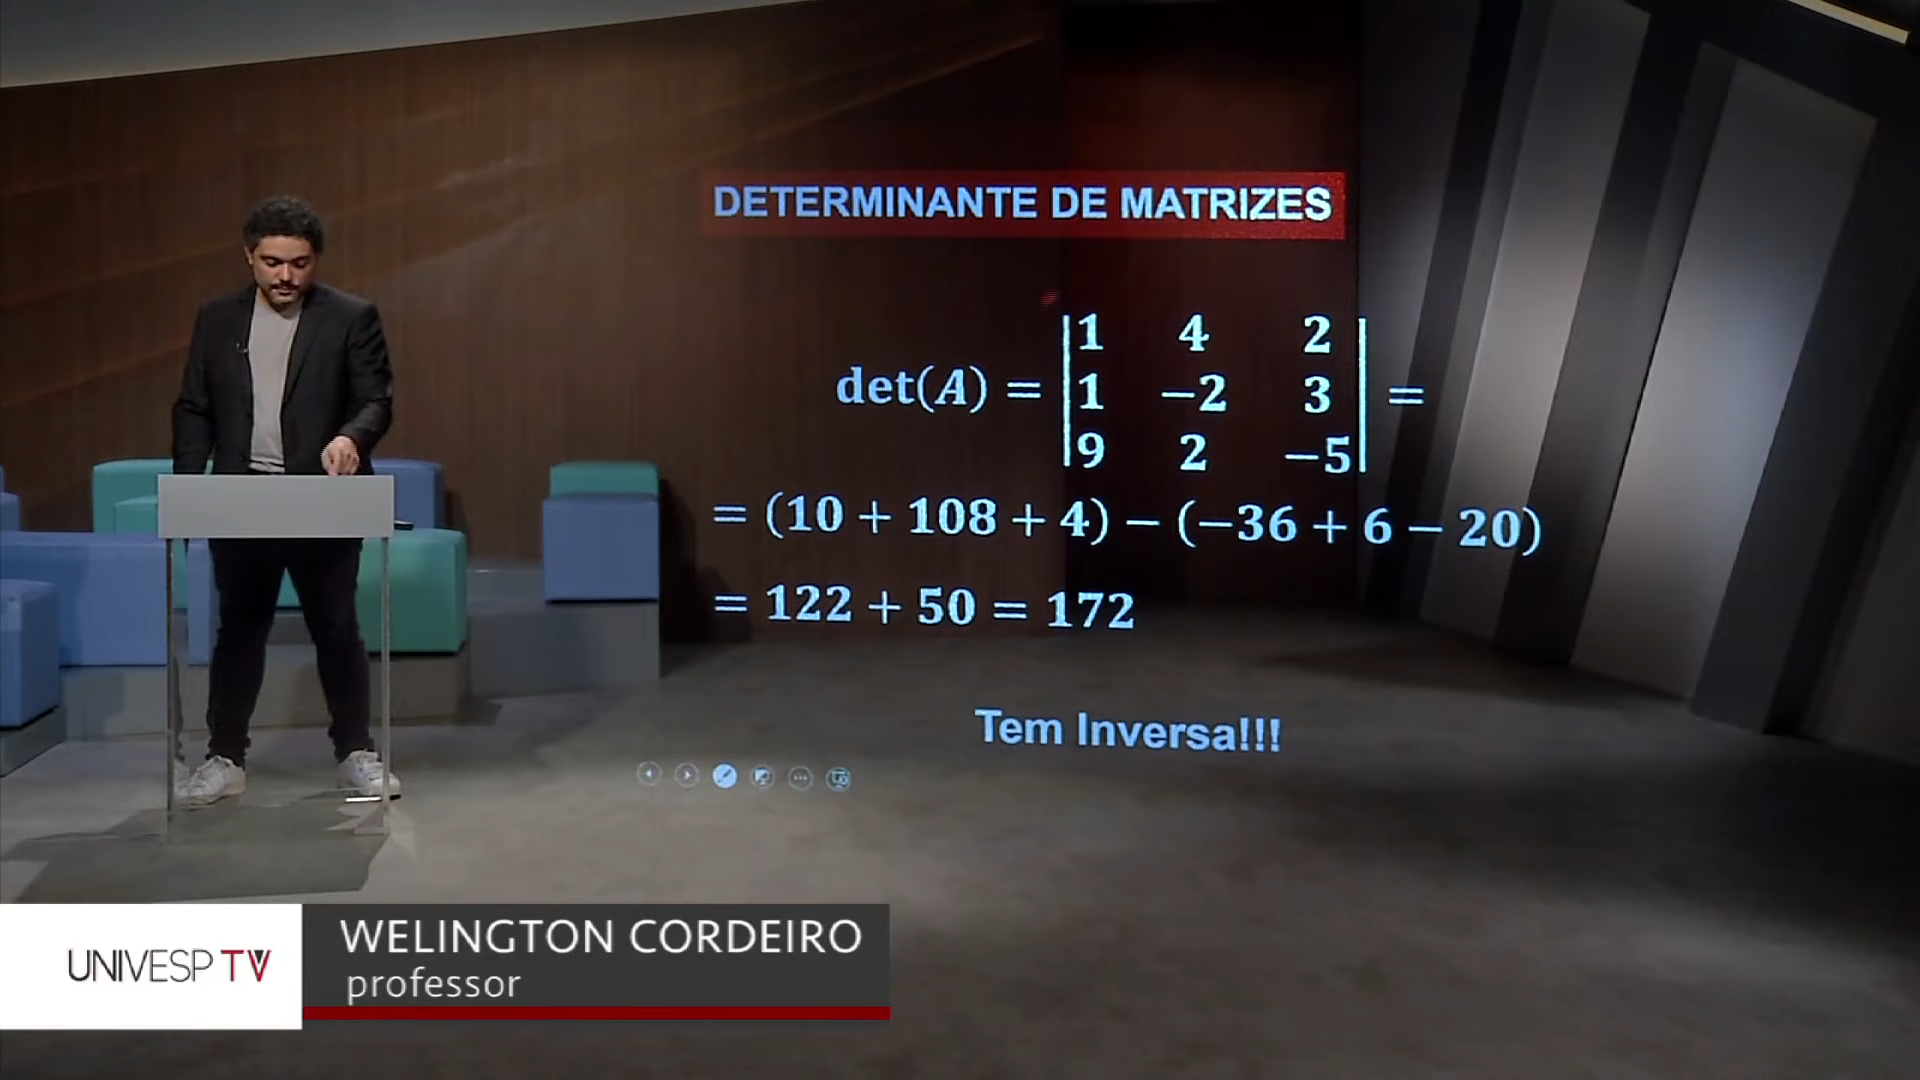 DETERMINANTE DE MATRIZES
det(A) = |1 4 2|
|1 −2 3| =
|9 2 −5|
= (10 + 108 + 4) − (−36 + 6 − 20)
= 122 + 50 = 172
Tem Inversa!!!
UNIVESP TV
WELINGTON CORDEIRO
professor